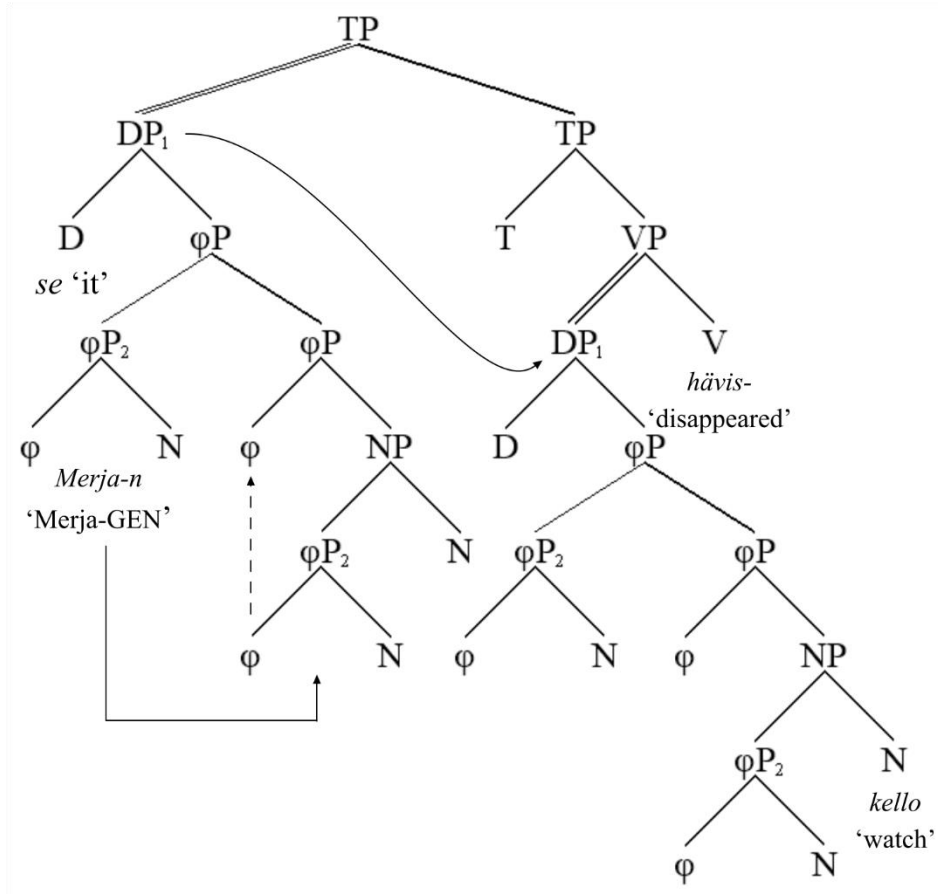 TP
DP₁ TP
D φP T VP
se ‘it’
φP₂ φP DP₁ V
hävis-
‘disappeared’
φ N φ NP D φP
Merja-n
‘Merja-GEN’
φP₂ N φP₂ φP
φ N φ N φ NP
φP₂ N
kello
‘watch’
φ N